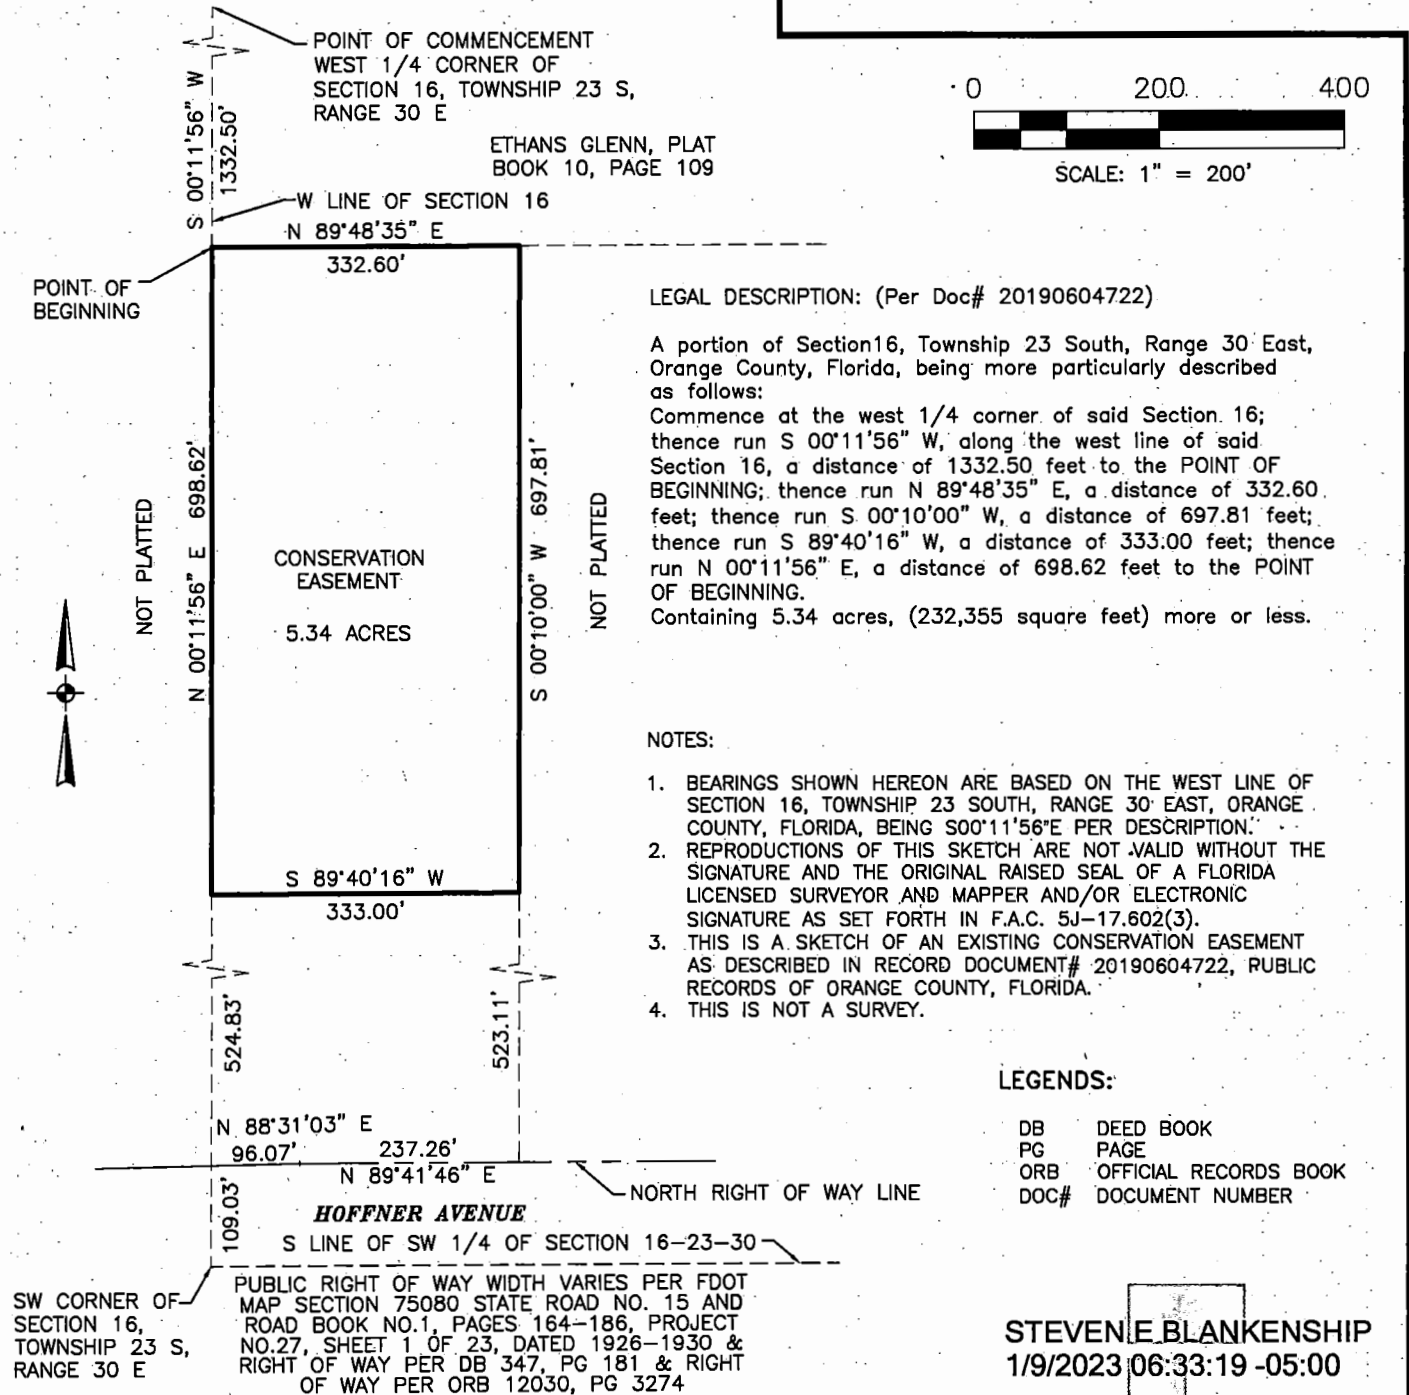 POINT OF COMMENCEMENT
WEST 1/4 CORNER OF
SECTION 16, TOWNSHIP 23 S,
RANGE 30 E
S 00°11'56" W
1332.50'
ETHANS GLENN, PLAT
BOOK 10, PAGE 109
0 200 400
SCALE: 1" = 200'
W LINE OF SECTION 16
N 89°48'35" E
332.60'
POINT OF
BEGINNING
LEGAL DESCRIPTION: (Per Doc# 20190604722)
A portion of Section16, Township 23 South, Range 30 East,
Orange County, Florida, being more particularly described
as follows:
Commence at the west 1/4 corner of said Section 16;
thence run S 00°11'56" W, along the west line of said
Section 16, a distance of 1332.50 feet to the POINT OF
BEGINNING; thence run N 89°48'35" E, a distance of 332.60
feet; thence run S 00°10'00" W, a distance of 697.81 feet;
thence run S 89°40'16" W, a distance of 333.00 feet; thence
run N 00°11'56" E, a distance of 698.62 feet to the POINT
OF BEGINNING.
Containing 5.34 acres, (232,355 square feet) more or less.
NOT PLATTED
N 00°11'56" E 698.62'
CONSERVATION
EASEMENT
5.34 ACRES
S 00°10'00" W 697.81'
NOT PLATTED
S 89°40'16" W
333.00'
NOTES:
1. BEARINGS SHOWN HEREON ARE BASED ON THE WEST LINE OF
SECTION 16, TOWNSHIP 23 SOUTH, RANGE 30 EAST, ORANGE
COUNTY, FLORIDA, BEING S00°11'56"E PER DESCRIPTION.
2. REPRODUCTIONS OF THIS SKETCH ARE NOT VALID WITHOUT THE
SIGNATURE AND THE ORIGINAL RAISED SEAL OF A FLORIDA
LICENSED SURVEYOR AND MAPPER AND/OR ELECTRONIC
SIGNATURE AS SET FORTH IN F.A.C. 5J-17.602(3).
3. THIS IS A SKETCH OF AN EXISTING CONSERVATION EASEMENT
AS DESCRIBED IN RECORD DOCUMENT# 20190604722, PUBLIC
RECORDS OF ORANGE COUNTY, FLORIDA.
4. THIS IS NOT A SURVEY.
524.83'
523.11'
N 88°31'03" E
96.07'
237.26'
N 89°41'46" E
109.03'
NORTH RIGHT OF WAY LINE
HOFFNER AVENUE
S LINE OF SW 1/4 OF SECTION 16-23-30
SW CORNER OF
SECTION 16,
TOWNSHIP 23 S,
RANGE 30 E
PUBLIC RIGHT OF WAY WIDTH VARIES PER FDOT
MAP SECTION 75080 STATE ROAD NO. 15 AND
ROAD BOOK NO.1, PAGES 164-186, PROJECT
NO.27, SHEET 1 OF 23, DATED 1926-1930 &
RIGHT OF WAY PER DB 347, PG 181 & RIGHT
OF WAY PER ORB 12030, PG 3274
LEGENDS:
DB DEED BOOK
PG PAGE
ORB OFFICIAL RECORDS BOOK
DOC# DOCUMENT NUMBER
STEVEN E BLANKENSHIP
1/9/2023 06:33:19 -05:00